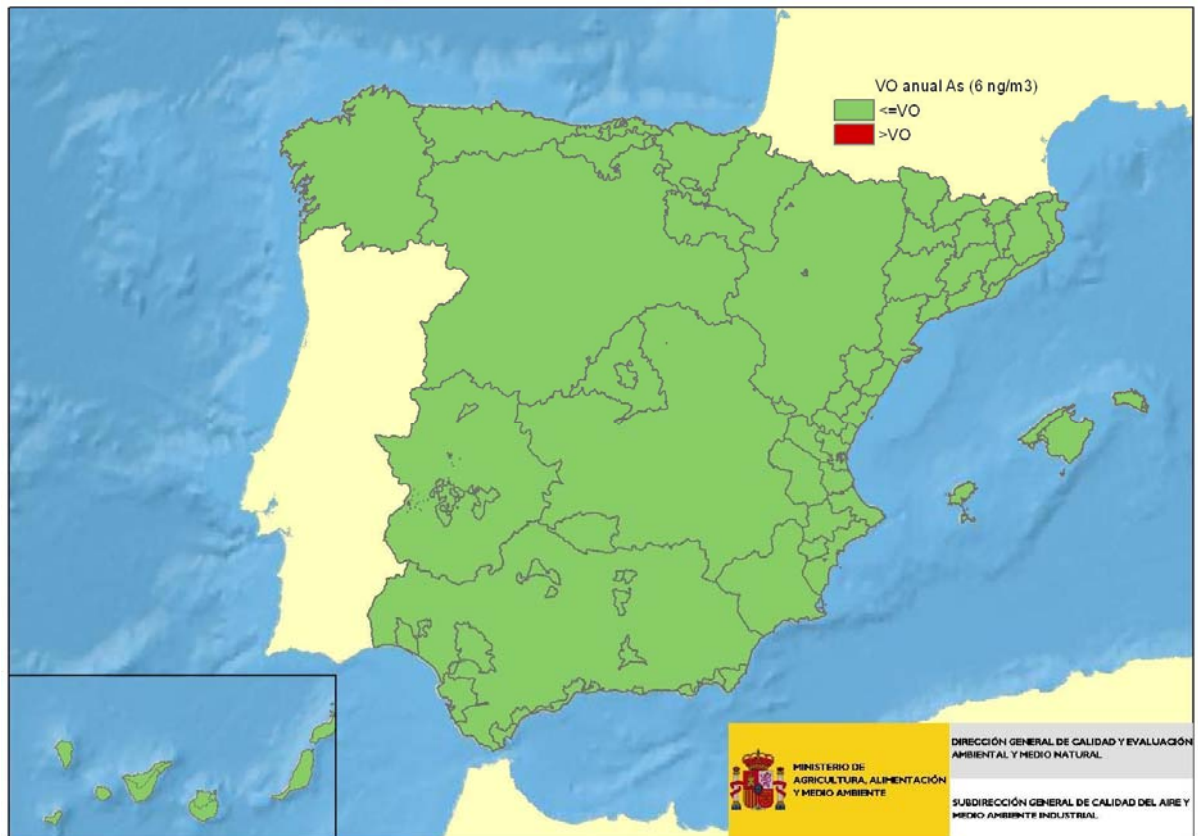 VO anual As (6 ng/m3)
<=VO
>VO
MINISTERIO DE
AGRICULTURA, ALIMENTACIÓN
Y MEDIO AMBIENTE
DIRECCIÓN GENERAL DE CALIDAD Y EVALUACIÓN
AMBIENTAL Y MEDIO NATURAL
SUBDIRECCIÓN GENERAL DE CALIDAD DEL AIRE Y
MEDIO AMBIENTE INDUSTRIAL